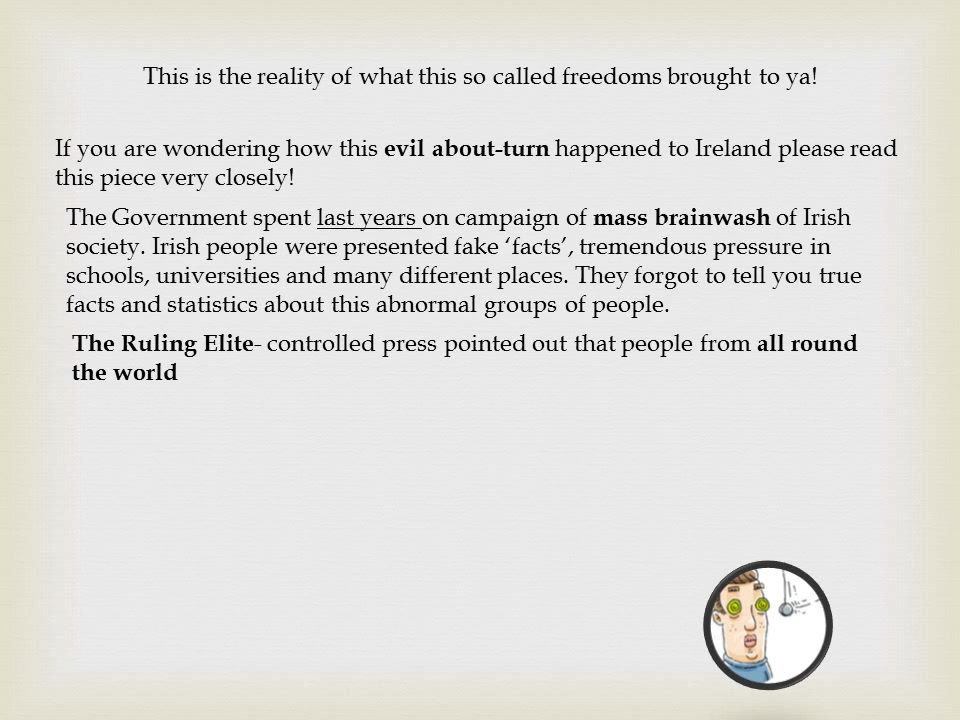 This is the reality of what this so called freedoms brought to ya!
If you are wondering how this evil about-turn happened to Ireland please read
this piece very closely!
The Government spent last years on campaign of mass brainwash of Irish
society. Irish people were presented fake ‘facts’, tremendous pressure in
schools, universities and many different places. They forgot to tell you true
facts and statistics about this abnormal groups of people.
The Ruling Elite- controlled press pointed out that people from all round
the world